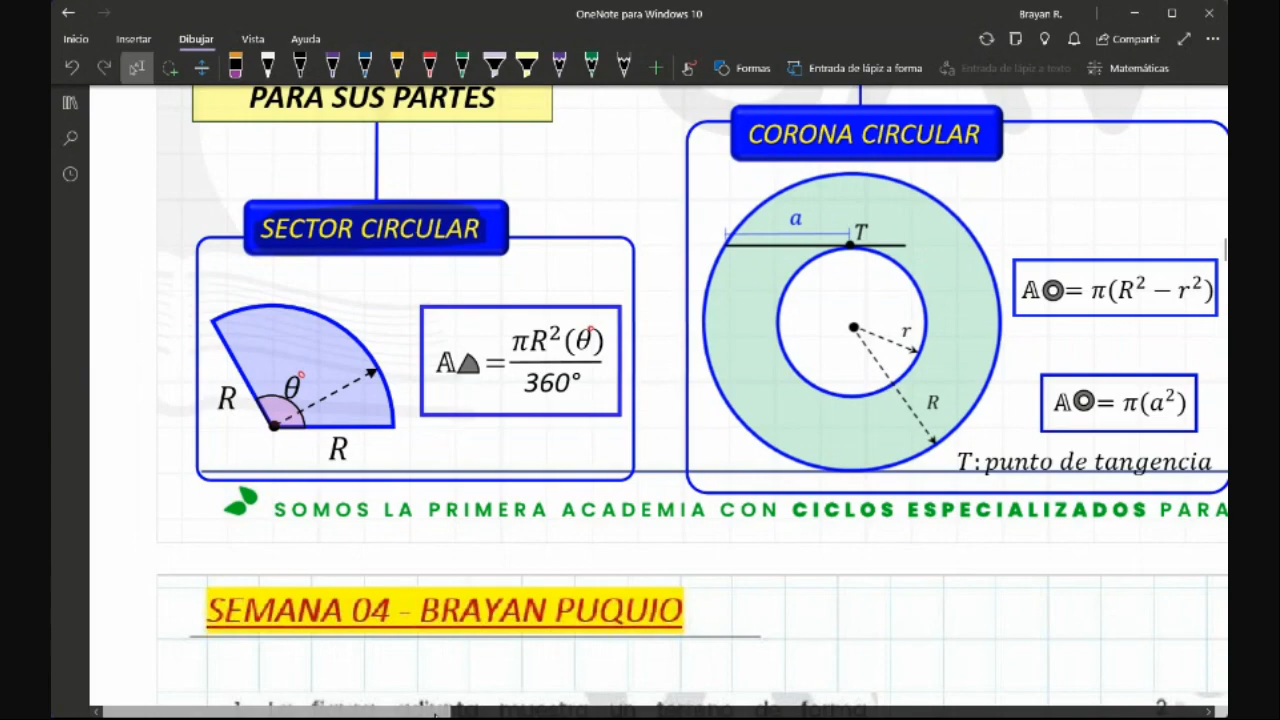 OneNote para Windows 10
Brayan R.
Inicio Insertar Dibujar Vista Ayuda
Compartir
Formas Entrada de lápiz a forma Entrada de lápiz a texto Matemáticas
PARA SUS PARTES
CORONA CIRCULAR
SECTOR CIRCULAR
a
T
𝔸 = π(R² − r²)
𝔸 = πR²(θ°)/360°
r
θ°
R
R
R
𝔸 = π(a²)
T: punto de tangencia
SOMOS LA PRIMERA ACADEMIA CON CICLOS ESPECIALIZADOS PARA
SEMANA 04 - BRAYAN PUQUIO